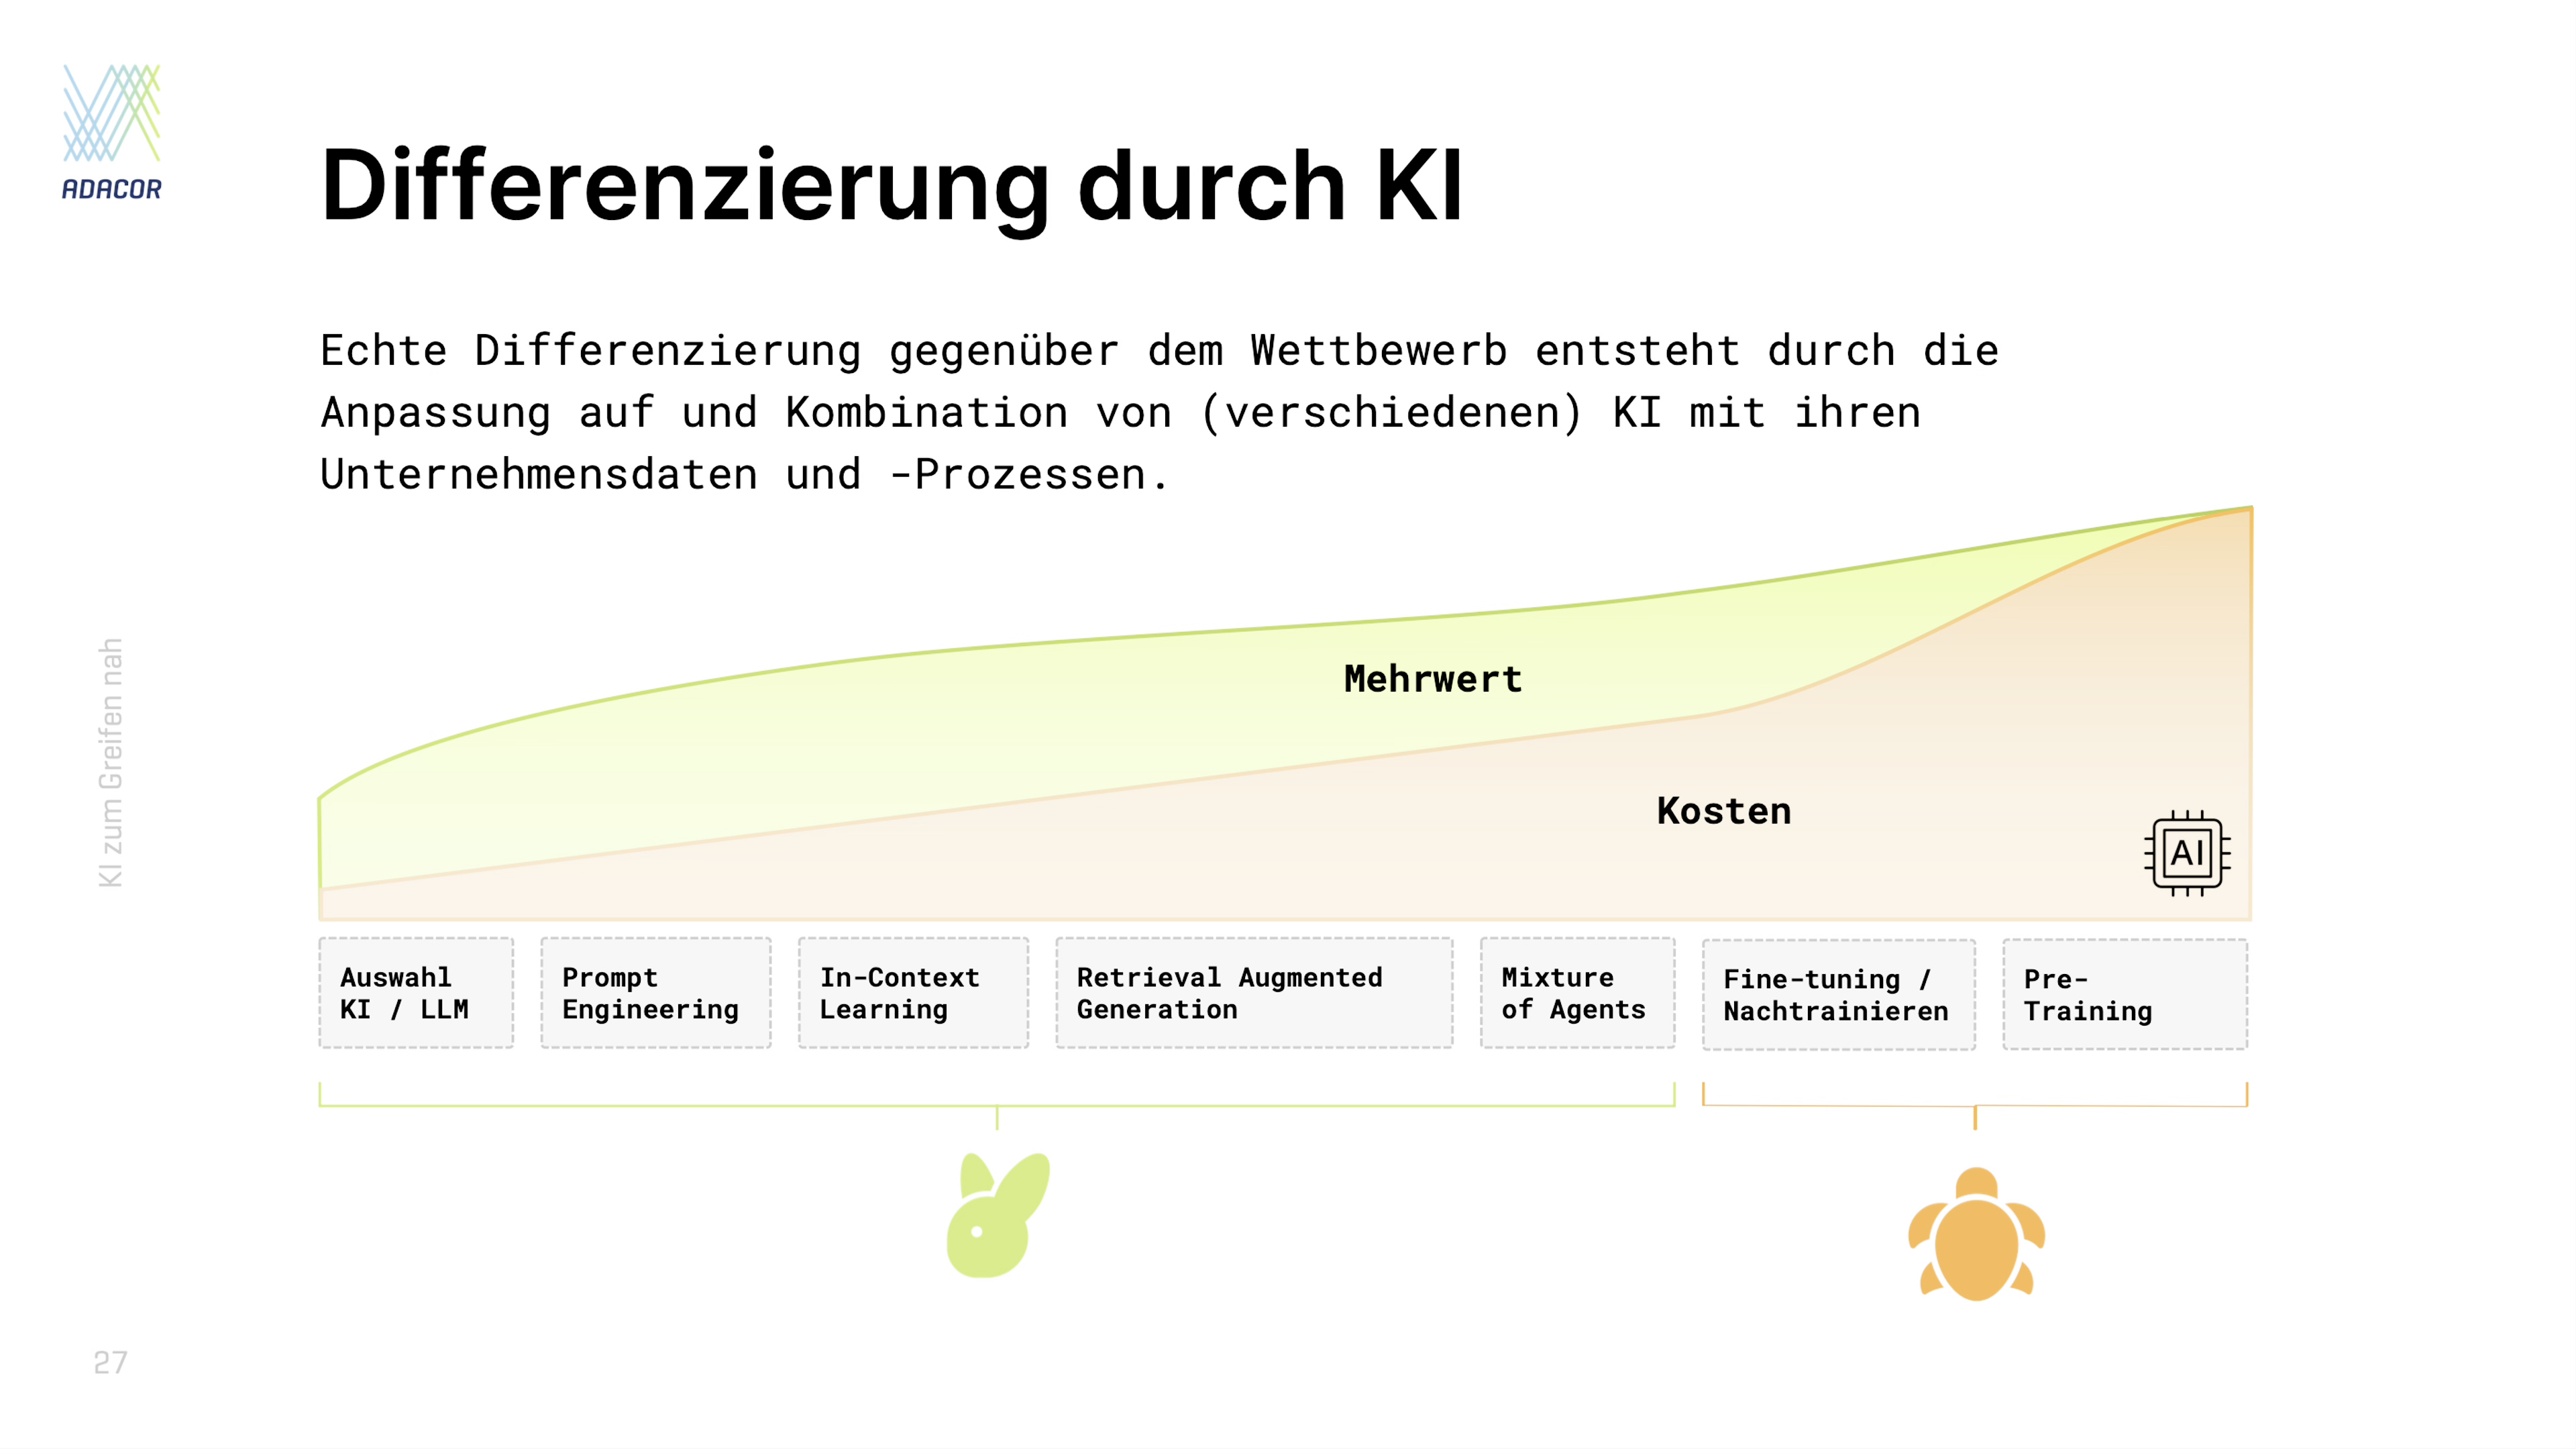 ADACOR
Differenzierung durch KI
Echte Differenzierung gegenüber dem Wettbewerb entsteht durch die
Anpassung auf und Kombination von (verschiedenen) KI mit ihren
Unternehmensdaten und -Prozessen.
KI zum Greifen nah
Mehrwert
Kosten
AI
Auswahl
KI / LLM
Prompt
Engineering
In-Context
Learning
Retrieval Augmented
Generation
Mixture
of Agents
Fine-tuning /
Nachtrainieren
Pre-
Training
27